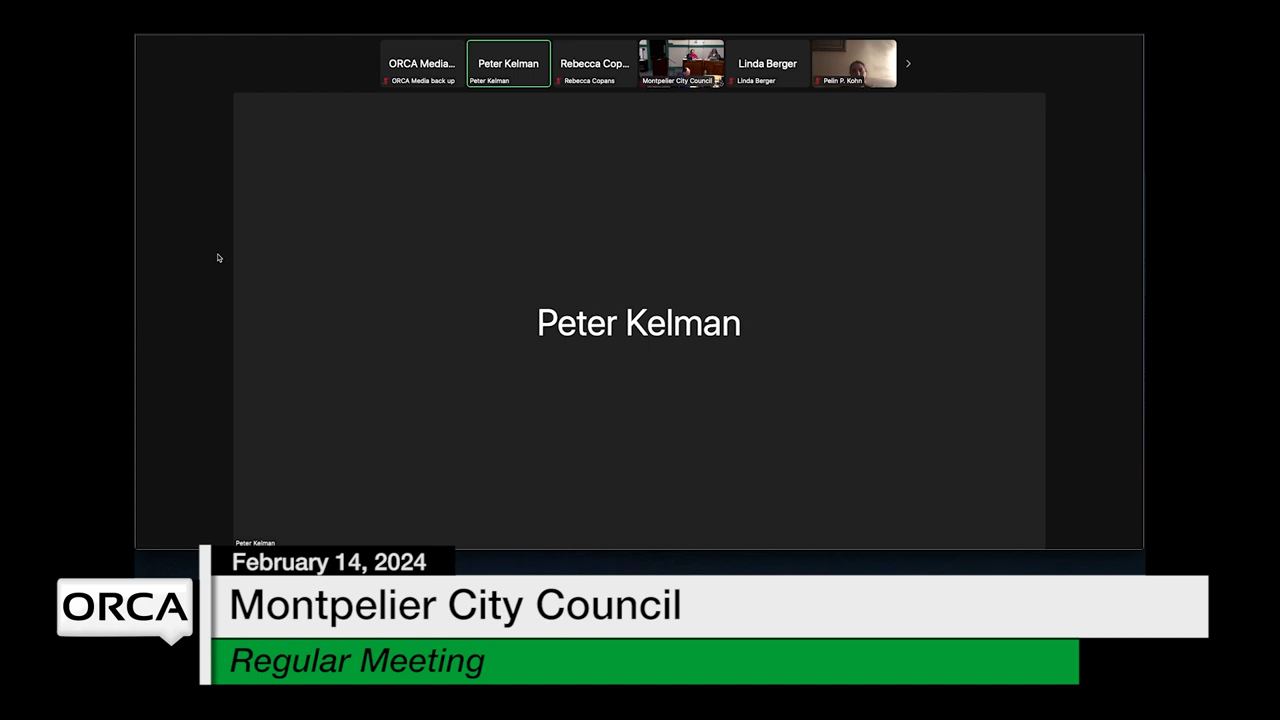 ORCA Media...
Peter Kelman
Rebecca Cop...
Linda Berger
ORCA Media back up
Peter Kelman
Rebecca Copans
Montpelier City Council
Linda Berger
Pelin P. Kohn
Peter Kelman
Peter Kelman
February 14, 2024
ORCA
Montpelier City Council
Regular Meeting